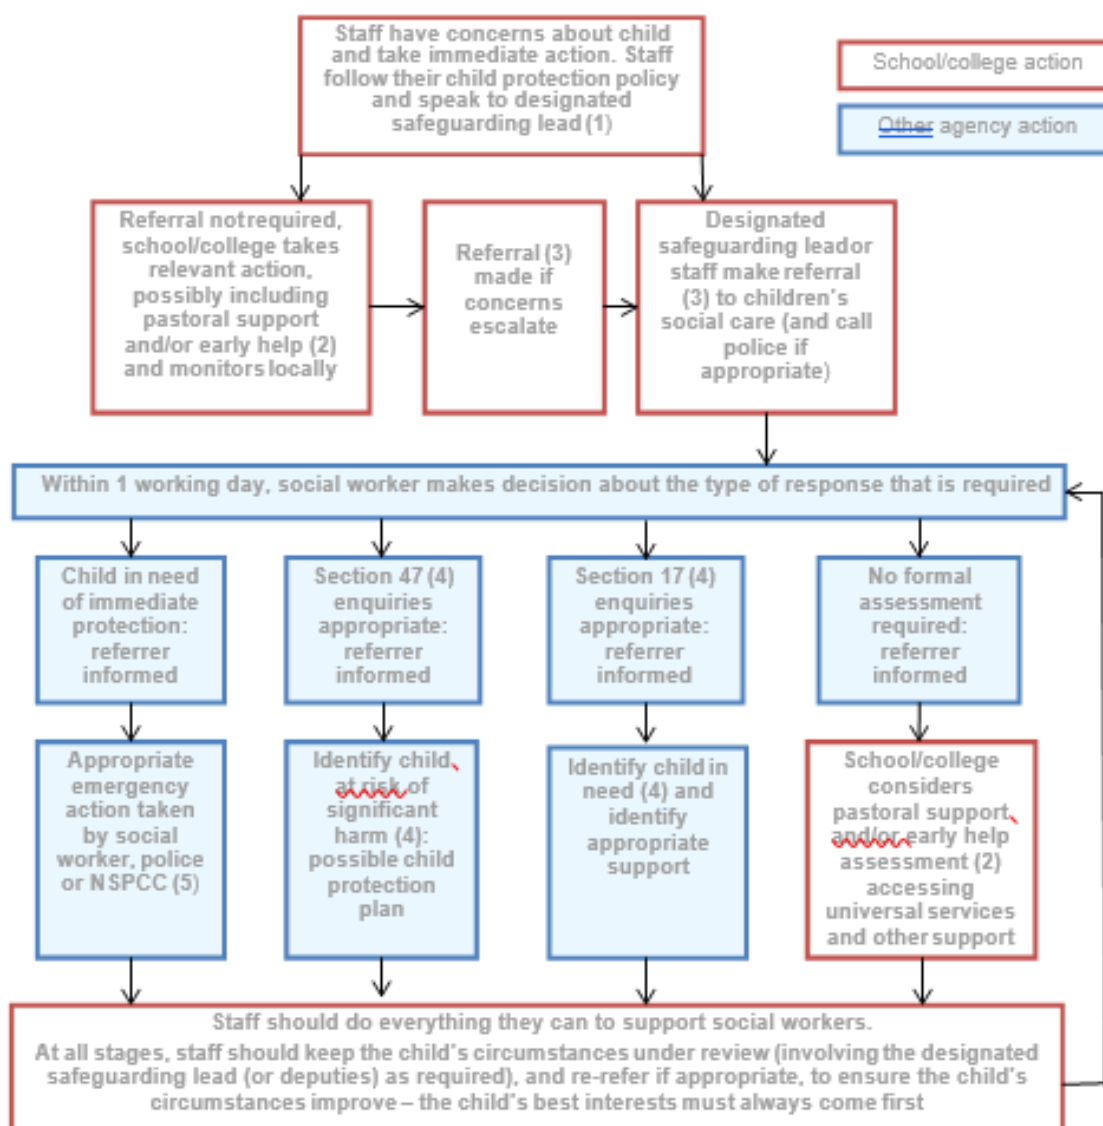 Staff have concerns about child
and take immediate action. Staff
follow their child protection policy
and speak to designated
safeguarding lead (1)
School/college action
Other agency action
Referral not required,
school/college takes
relevant action,
possibly including
pastoral support
and/or early help (2)
and monitors locally
Referral (3)
made if
concerns
escalate
Designated
safeguarding lead or
staff make referral
(3) to children's
social care (and call
police if
appropriate)
Within 1 working day, social worker makes decision about the type of response that is required
Child in need
of immediate
protection:
referrer
informed
Section 47 (4)
enquiries
appropriate:
referrer
informed
Section 17 (4)
enquiries
appropriate:
referrer
informed
No formal
assessment
required:
referrer
informed
Appropriate
emergency
action taken
by social
worker, police
or NSPCC (5)
Identify child
at risk of
significant
harm (4):
possible child
protection
plan
Identify child in
need (4) and
identify
appropriate
support
School/college
considers
pastoral support
and/or early help
assessment (2)
accessing
universal services
and other support
Staff should do everything they can to support social workers.
At all stages, staff should keep the child's circumstances under review (involving the designated
safeguarding lead (or deputies) as required), and re-refer if appropriate, to ensure the child's
circumstances improve – the child's best interests must always come first